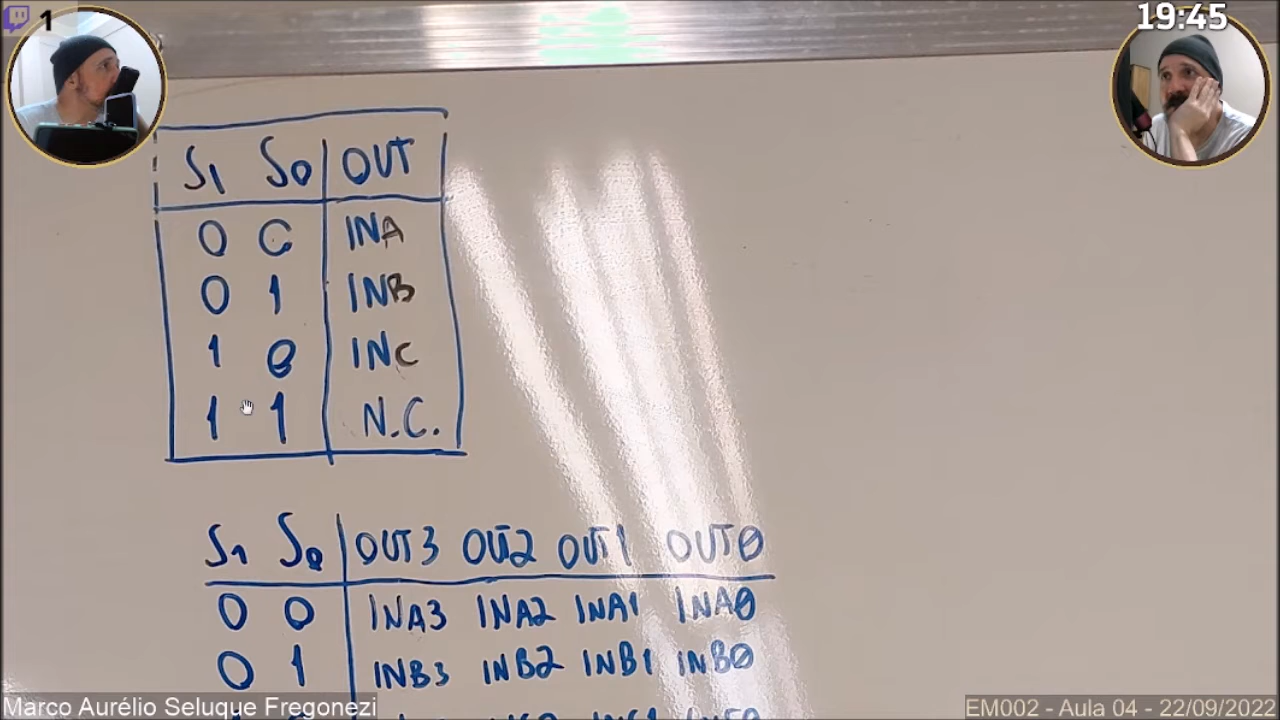 1
19:45
S1 S0 OUT
0 0 INA
0 1 INB
1 0 INC
1 1 N.C.
S1 S0 OUT3 OUT2 OUT1 OUT0
0 0 INA3 INA2 INA1 INA0
0 1 INB3 INB2 INB1 INB0
Marco Aurélio Seluque Fregonezi
EM002 - Aula 04 - 22/09/2022